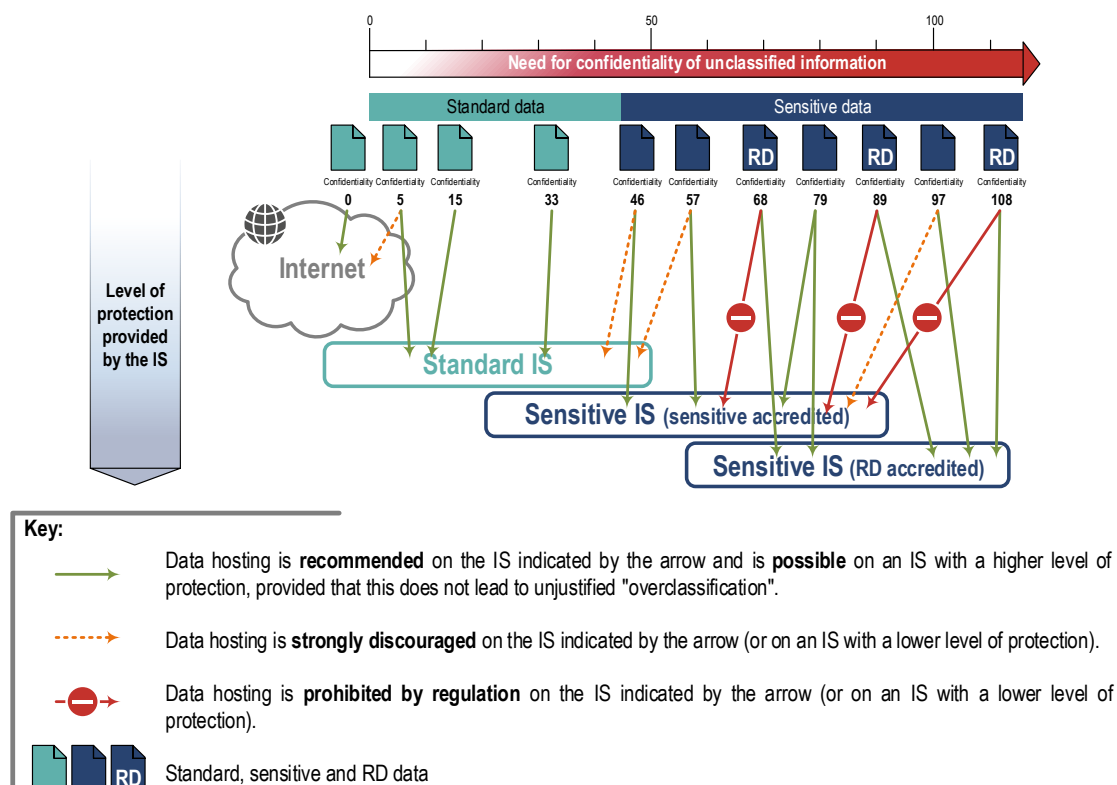 0 50 100
Need for confidentiality of unclassified information
Standard data Sensitive data
RD RD RD
Confidentiality Confidentiality Confidentiality Confidentiality Confidentiality Confidentiality Confidentiality Confidentiality Confidentiality Confidentiality Confidentiality
0 5 15 33 46 57 68 79 89 97 108
Internet
Level of
protection
provided
by the IS
Standard IS
Sensitive IS (sensitive accredited)
Sensitive IS (RD accredited)
Key:
Data hosting is recommended on the IS indicated by the arrow and is possible on an IS with a higher level of
protection, provided that this does not lead to unjustified "overclassification".
Data hosting is strongly discouraged on the IS indicated by the arrow (or on an IS with a lower level of protection).
Data hosting is prohibited by regulation on the IS indicated by the arrow (or on an IS with a lower level of
protection).
RD Standard, sensitive and RD data